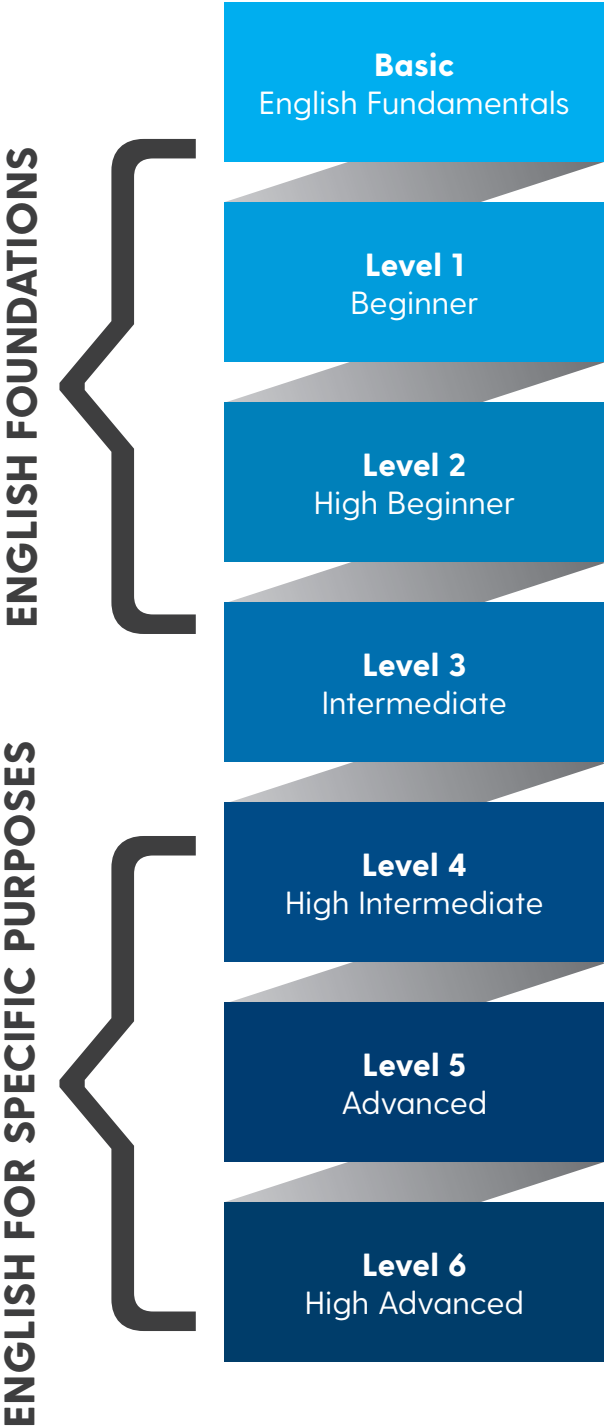 ENGLISH FOUNDATIONS
Basic
English Fundamentals
Level 1
Beginner
Level 2
High Beginner
Level 3
Intermediate
ENGLISH FOR SPECIFIC PURPOSES
Level 4
High Intermediate
Level 5
Advanced
Level 6
High Advanced